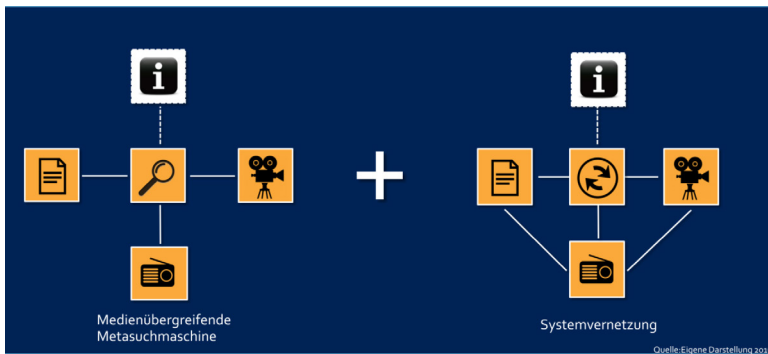 Medienübergreifende
Metasuchmaschine
Systemvernetzung
Quelle:Eigene Darstellung